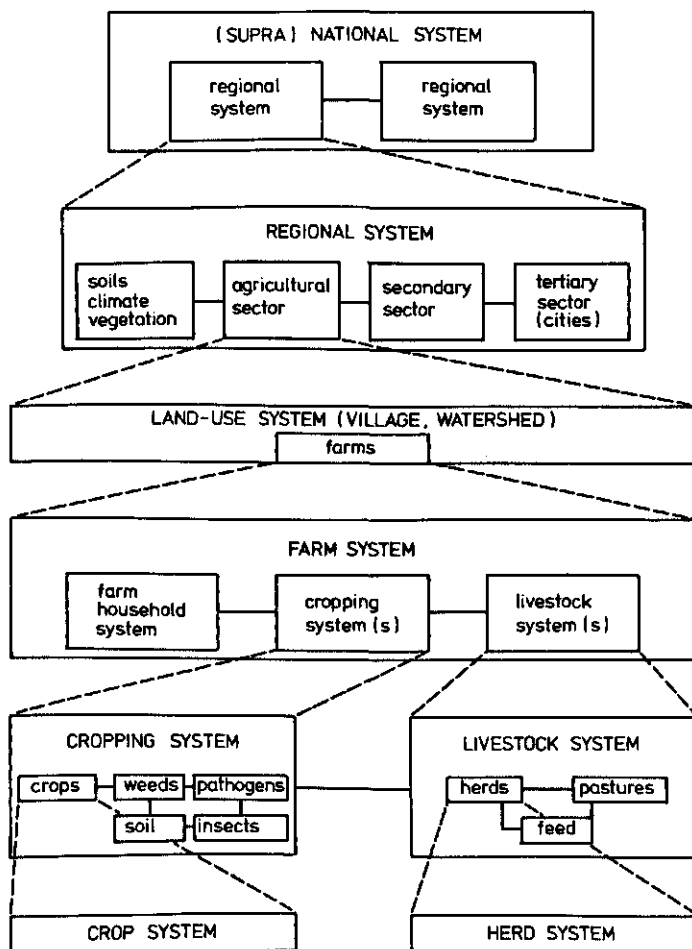 (SUPRA) NATIONAL SYSTEM
regional
system
regional
system
REGIONAL SYSTEM
soils
climate
vegetation
agricultural
sector
secondary
sector
tertiary
sector
(cities)
LAND-USE SYSTEM (VILLAGE, WATERSHED)
farms
FARM SYSTEM
farm
household
system
cropping
system (s)
livestock
system (s)
CROPPING SYSTEM
crops
weeds
pathogens
soil
insects
LIVESTOCK SYSTEM
herds
pastures
feed
CROP SYSTEM
HERD SYSTEM